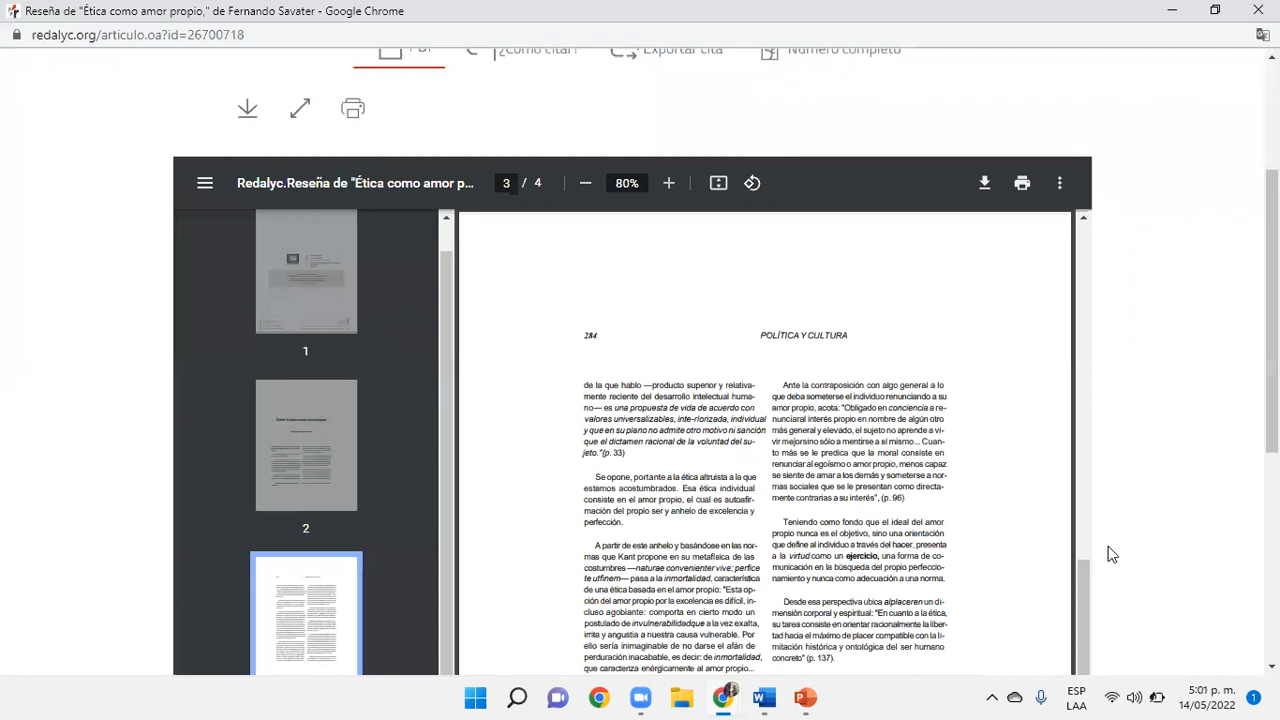 Reseña de "Ética como amor propio," de Fernando Savater - Google Chrome
redalyc.org/articulo.oa?id=26700718
PDF ¿Cómo citar? Exportar cita Número completo
Redalyc.Reseña de "Ética como amor p... 3 / 4 80%
1
2
284 POLÍTICA Y CULTURA
de la que hablo —producto superior y relativa-
mente reciente del desarrollo intelectual huma-
no— es una propuesta de vida de acuerdo con
valores universalizables, inte-riorizada, individual
y que en su plano no admite otro motivo ni sanción
que el dictamen racional de la voluntad del su-
jeto."(p. 33)
Se opone, portante a la ética altruista a la que
estamos acostumbrados. Esa ética individual
consiste en el amor propio, el cual es autoafir-
mación del propio ser y anhelo de excelencia y
perfección.
A partir de este anhelo y basándose en las nor-
mas que Kant propone en su metafísica de las
costumbres —naturae convenienter vive; perfice
te utfinem— pasa a la inmortalidad, característica
de una ética basada en el amor propio: "Esta op-
ción del amor propio por la excelencia es difícil, in-
cluso agobiante: comporta en cierto modo un
postulado de invulnerabilidadque a la vez exalta,
irrita y angustia a nuestra causa vulnerable. Por
ello sería inimaginable de no darse el afán de
perduración inacabable, es decir: de inmortalidad,
que caracteriza enérgicamente al amor propio...
Ante la contraposición con algo general a lo
que deba someterse el individuo renunciando a su
amor propio, acota: "Obligado en conciencia a re-
nunciaral interés propio en nombre de algún otro
más general y elevado, el sujeto no aprende a vi-
vir mejorsino sólo a mentirse a sí mismo... Cuan-
to más se le predica que la moral consiste en
renunciar al egoísmo o amor propio, menos capaz
se siente de amar a los demás y someterse a nor-
mas sociales que se le presentan como directa-
mente contrarias a su interés", (p. 96)
Teniendo como fondo que el ideal del amor
propio nunca es el objetivo, sino una orientación
que define al individuo a través del hacer, presenta
a la virtud como un ejercicio, una forma de co-
municación en la búsqueda del propio perfeccio-
namiento y nunca como adecuación a una norma.
Desde esa perspectiva ubica alplaceren un di-
mensión corporal y espiritual: "En cuanto a la ética,
su tarea consiste en orientar racionalmente la liber-
tad hacia el máximo de placer compatible con la li-
mitación histórica y ontológica del ser humano
concreto" (p. 137).
ESP
LAA
5:01 p. m.
14/05/2022
1